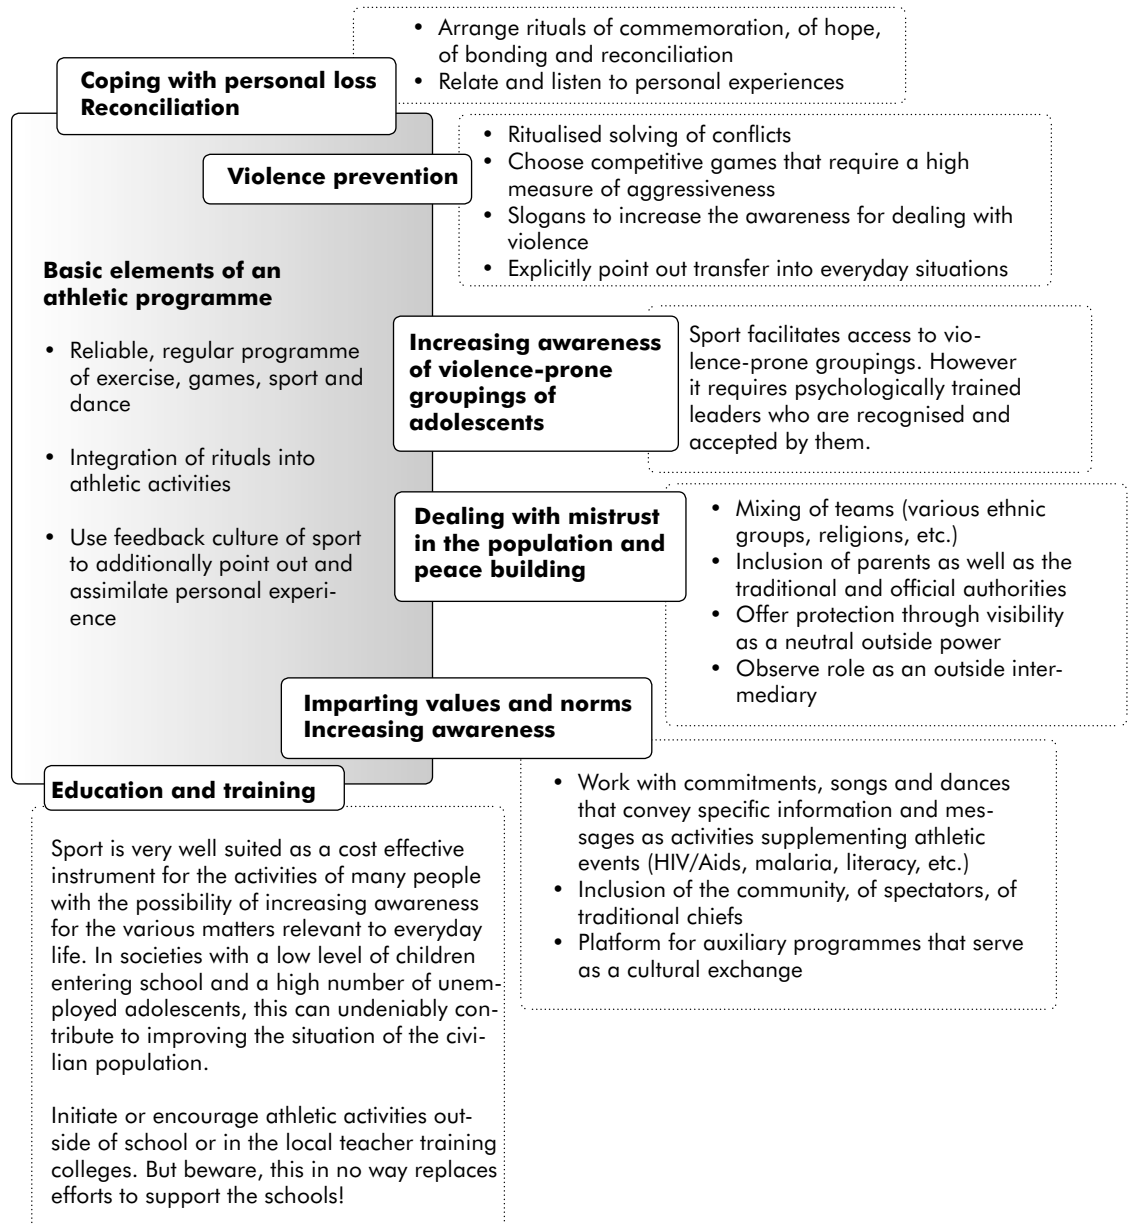 • Arrange rituals of commemoration, of hope,
of bonding and reconciliation
• Relate and listen to personal experiences
Coping with personal loss
Reconciliation
• Ritualised solving of conflicts
• Choose competitive games that require a high
measure of aggressiveness
• Slogans to increase the awareness for dealing with
violence
• Explicitly point out transfer into everyday situations
Violence prevention
Basic elements of an
athletic programme
• Reliable, regular programme
of exercise, games, sport and
dance
• Integration of rituals into
athletic activities
• Use feedback culture of sport
to additionally point out and
assimilate personal experi-
ence
Increasing awareness
of violence-prone
groupings of
adolescents
Sport facilitates access to vio-
lence-prone groupings. However
it requires psychologically trained
leaders who are recognised and
accepted by them.
Dealing with mistrust
in the population and
peace building
• Mixing of teams (various ethnic
groups, religions, etc.)
• Inclusion of parents as well as the
traditional and official authorities
• Offer protection through visibility
as a neutral outside power
• Observe role as an outside inter-
mediary
Imparting values and norms
Increasing awareness
• Work with commitments, songs and dances
that convey specific information and mes-
sages as activities supplementing athletic
events (HIV/Aids, malaria, literacy, etc.)
• Inclusion of the community, of spectators, of
traditional chiefs
• Platform for auxiliary programmes that serve
as a cultural exchange
Education and training
Sport is very well suited as a cost effective
instrument for the activities of many people
with the possibility of increasing awareness
for the various matters relevant to everyday
life. In societies with a low level of children
entering school and a high number of unem-
ployed adolescents, this can undeniably con-
tribute to improving the situation of the civi-
lian population.
Initiate or encourage athletic activities out-
side of school or in the local teacher training
colleges. But beware, this in no way replaces
efforts to support the schools!